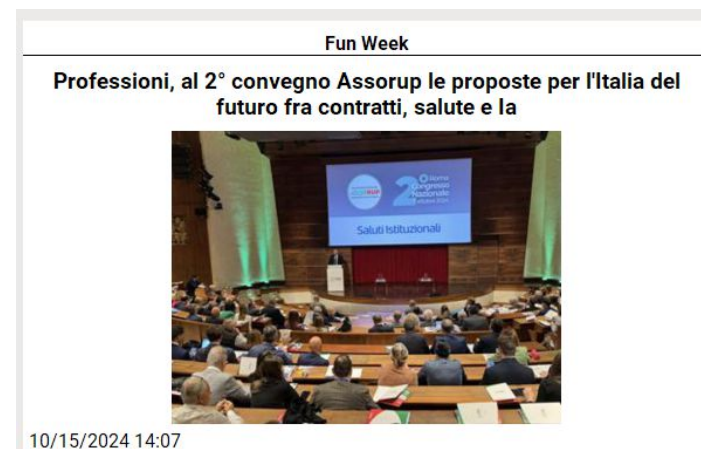 Fun Week
Professioni, al 2° convegno Assorup le proposte per l'Italia del
futuro fra contratti, salute e la
2° Roma
Congresso
Nazionale
Saluti Istituzionali
10/15/2024 14:07